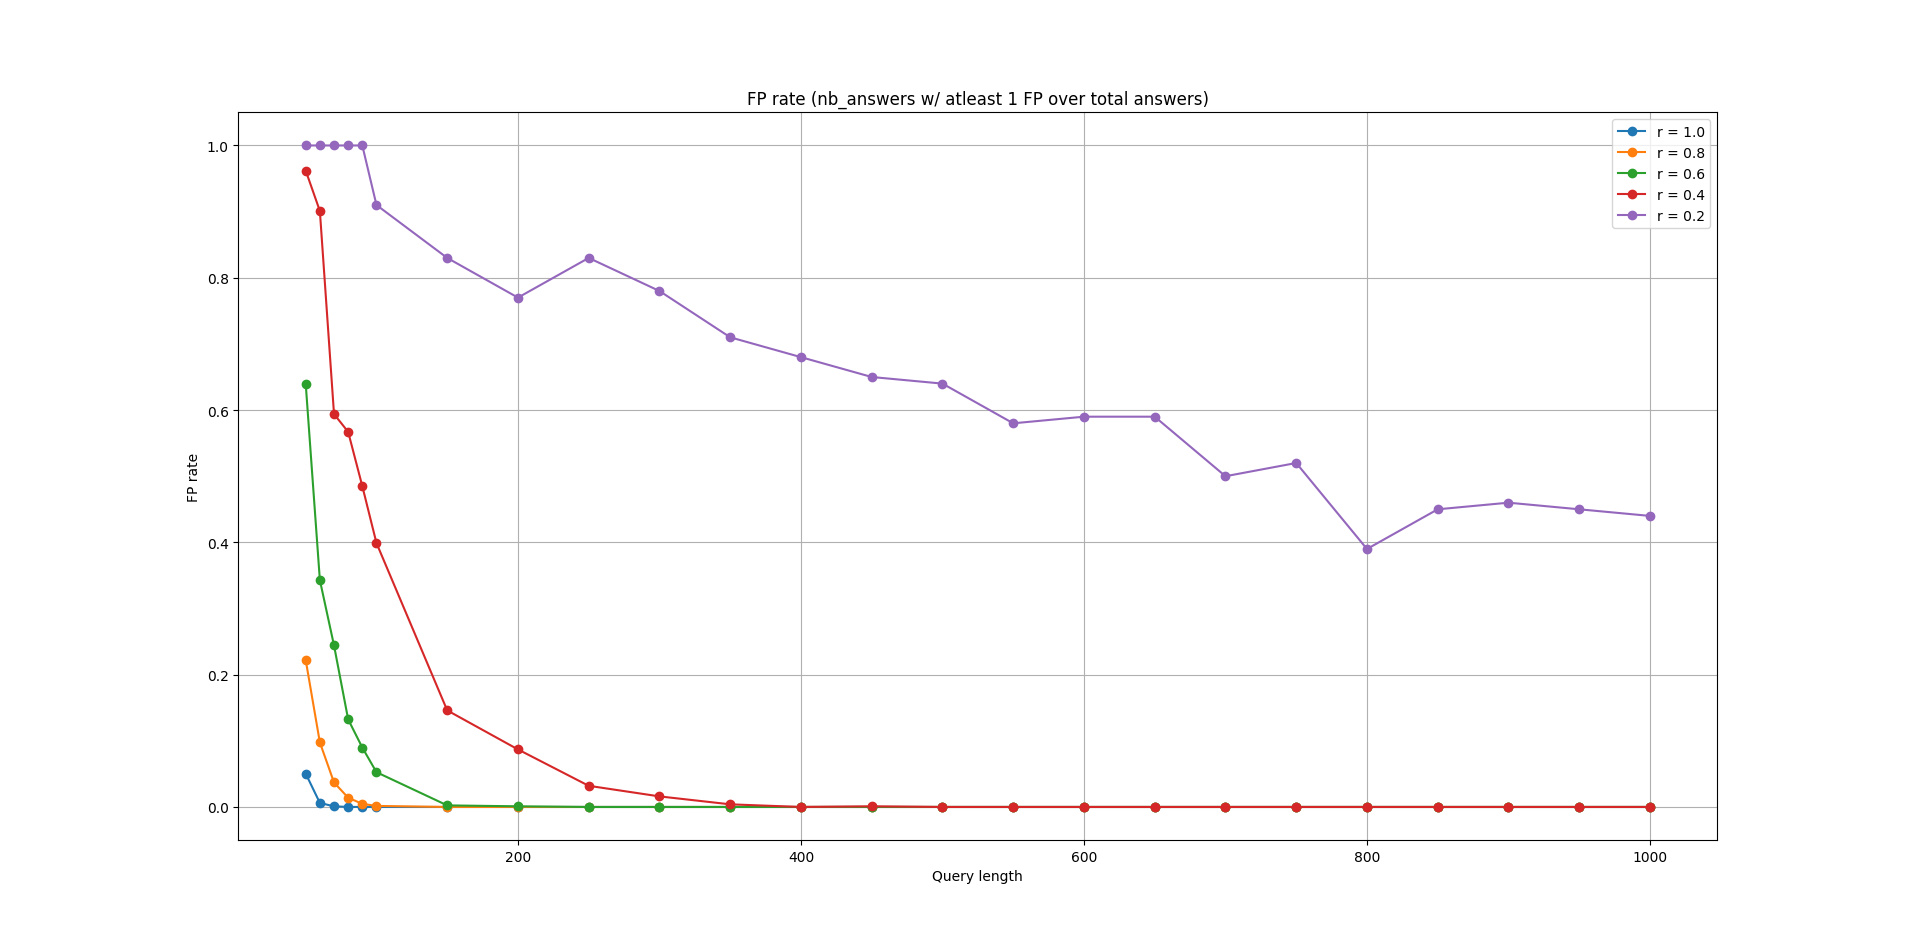 FP rate (nb_answers w/ atleast 1 FP over total answers)
r = 1.0
r = 0.8
r = 0.6
r = 0.4
r = 0.2
1.0
0.8
0.6
0.4
0.2
0.0
FP rate
200
400
600
800
1000
Query length